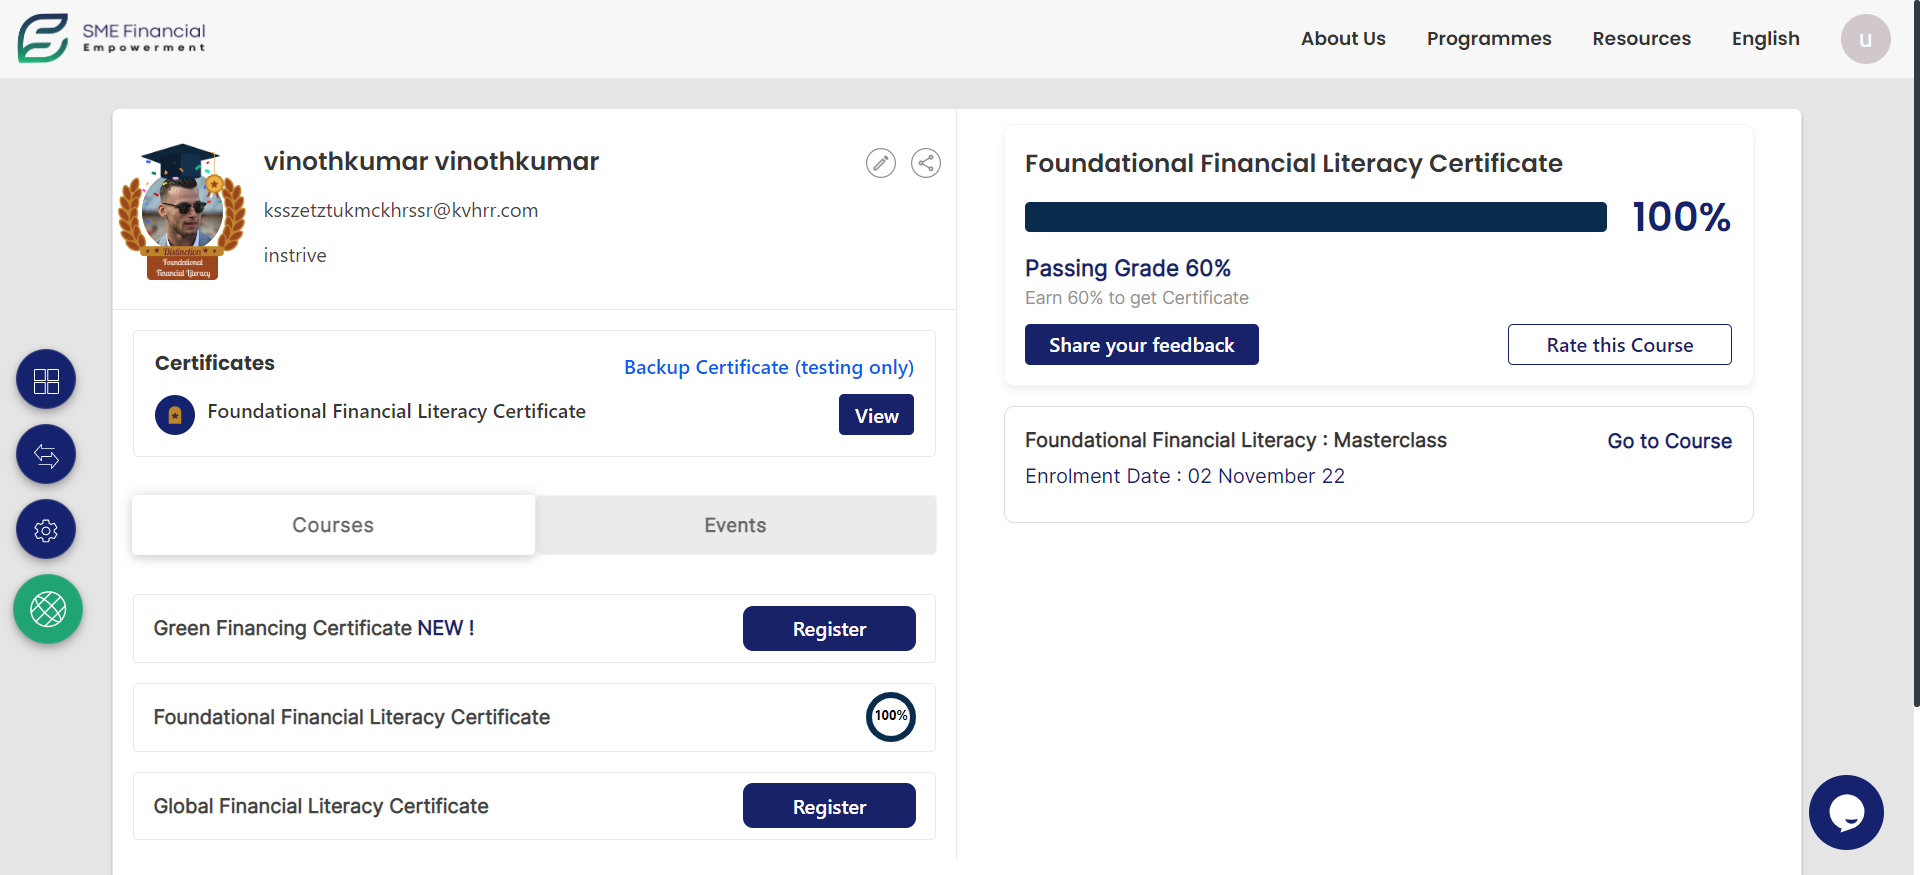 SME Financial
Empowerment
About Us
Programmes
Resources
English
u
vinothkumar vinothkumar
ksszetztukmckhrssr@kvhrr.com
instrive
Distinction
Foundational
Financial Literacy
Certificates
Backup Certificate (testing only)
Foundational Financial Literacy Certificate
View
Courses
Events
Green Financing Certificate NEW !
Register
Foundational Financial Literacy Certificate
100%
Global Financial Literacy Certificate
Register
Foundational Financial Literacy Certificate
100%
Passing Grade 60%
Earn 60% to get Certificate
Share your feedback
Rate this Course
Foundational Financial Literacy : Masterclass
Go to Course
Enrolment Date : 02 November 22